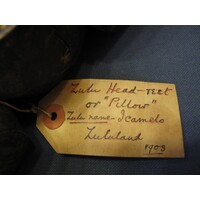 Zulu Head-rest
or "Pillow"
Zulu name - Icamelo
Zululand
1903